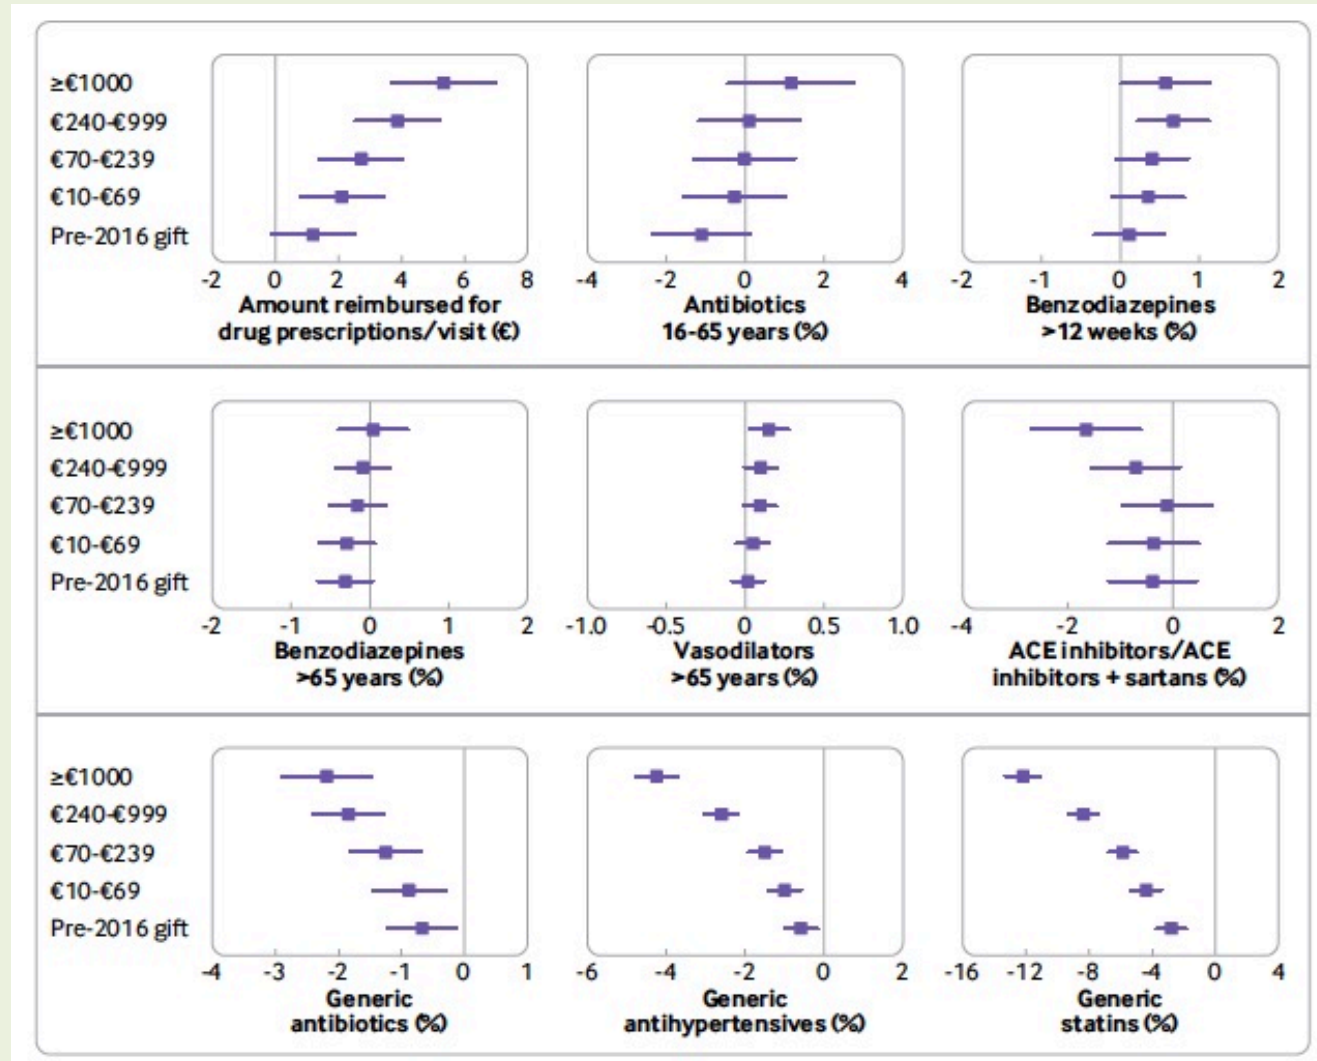 ≥€1000
€240-€999
€70-€239
€10-€69
Pre-2016 gift
-2 0 2 4 6 8
Amount reimbursed for
drug prescriptions/visit (€)
-4 -2 0 2 4
Antibiotics
16-65 years (%)
-2 -1 0 1 2
Benzodiazepines
>12 weeks (%)
≥€1000
€240-€999
€70-€239
€10-€69
Pre-2016 gift
-2 -1 0 1 2
Benzodiazepines
>65 years (%)
-1.0 -0.5 0 0.5 1.0
Vasodilators
>65 years (%)
-4 -2 0 2
ACE inhibitors/ACE
inhibitors + sartans (%)
≥€1000
€240-€999
€70-€239
€10-€69
Pre-2016 gift
-4 -3 -2 -1 0 1
Generic
antibiotics (%)
-6 -4 -2 0 2
Generic
antihypertensives (%)
-16 -12 -8 -4 0 4
Generic
statins (%)